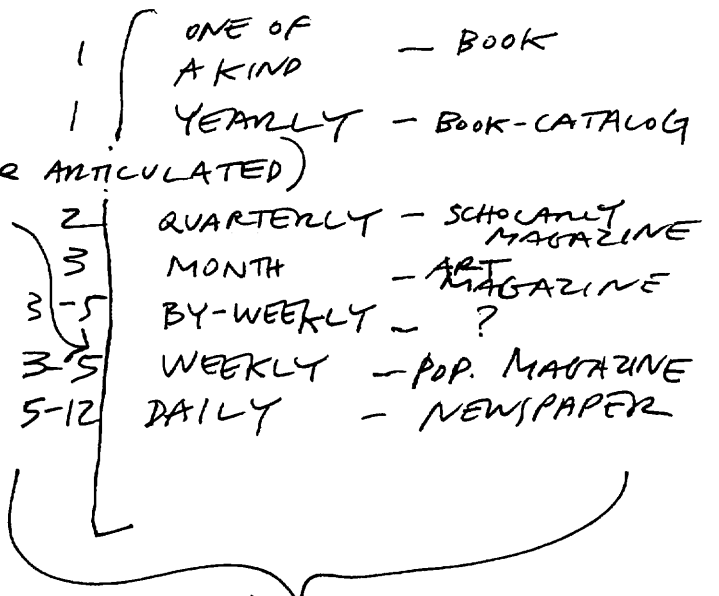 ONE OF
1 A KIND — BOOK
1 YEARLY - BOOK-CATALOG
ARTICULATED)
2 QUARTERLY - SCHOLARLY
MAGAZINE
3 MONTH - ART
MAGAZINE
3-5 BY-WEEKLY - ?
3-5 WEEKLY - POP. MAGAZINE
5-12 DAILY - NEWSPAPER